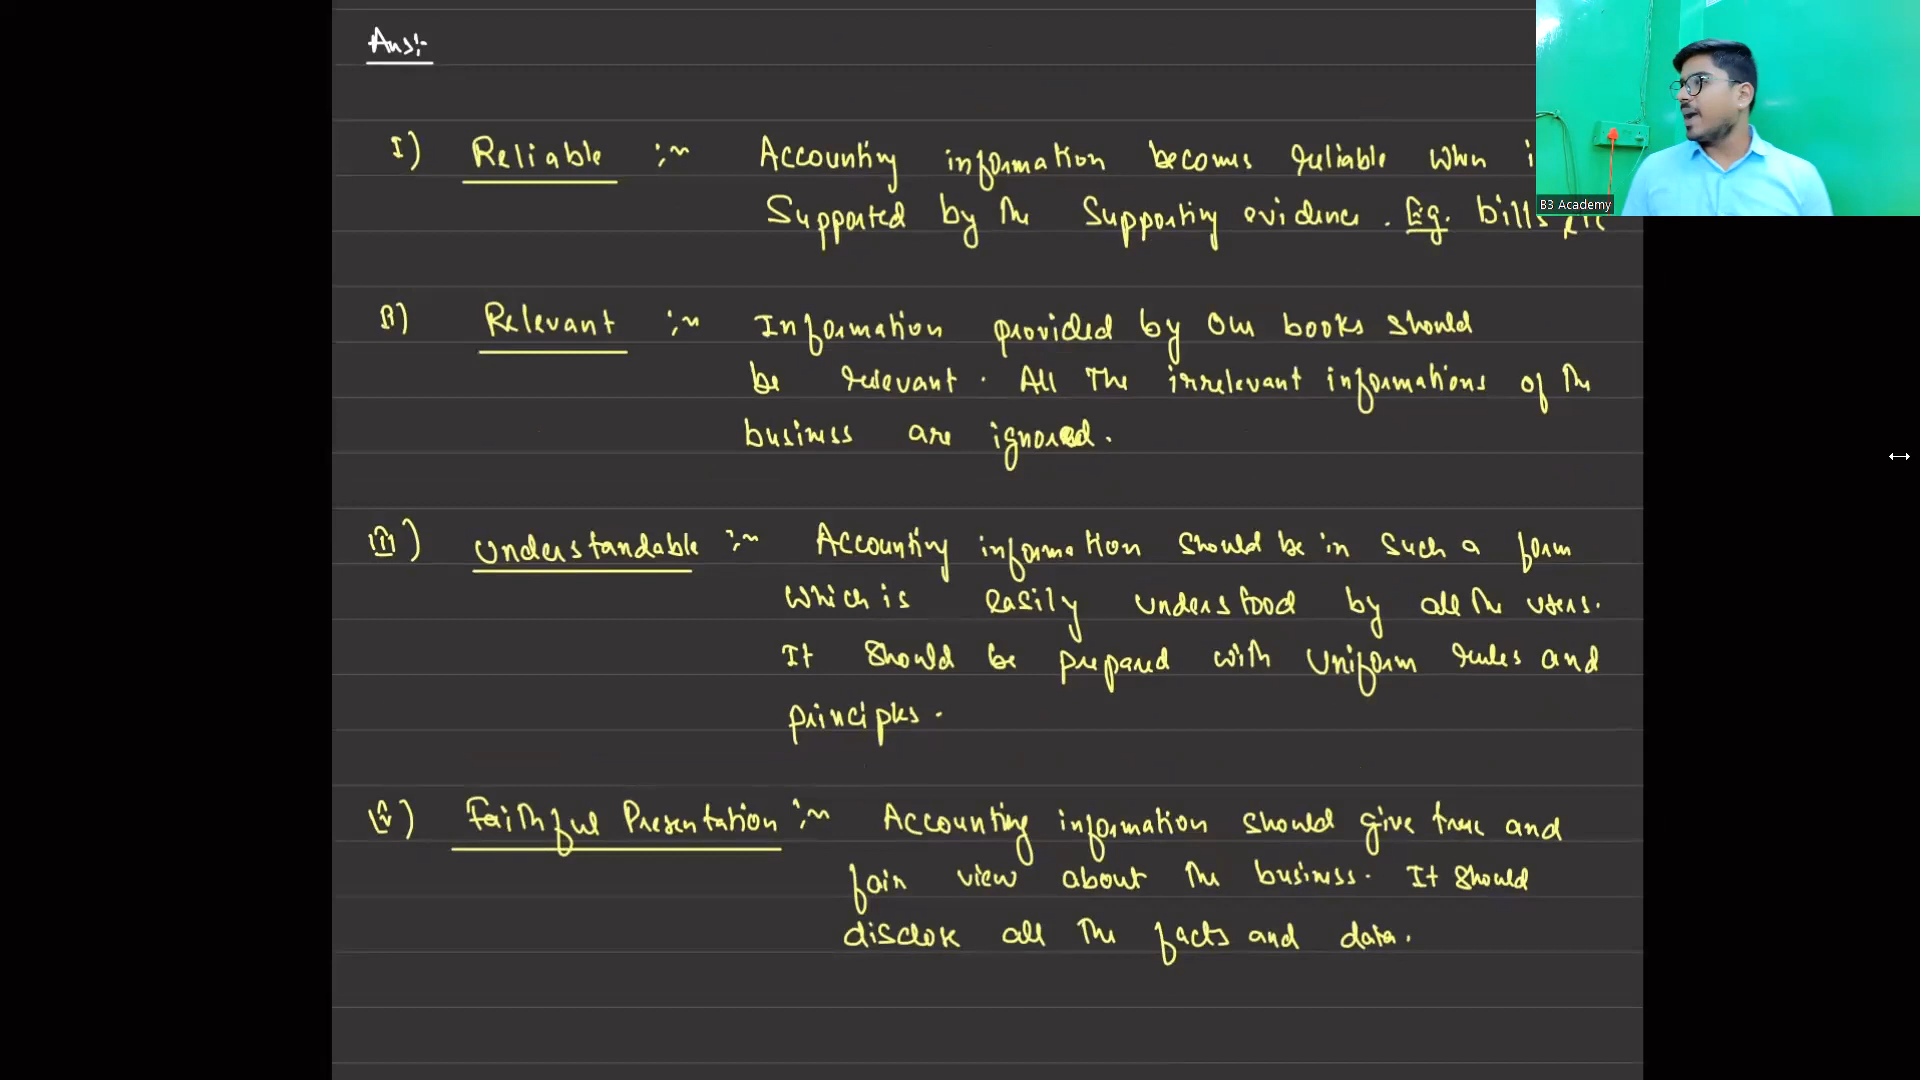 Ans:-
I) Reliable :- Accounting information becomes reliable when
Supported by the Supporting evidence. Eg. bills, etc
II) Relevant :- Information provided by our books should
be relevant. All the irrelevant informations of the
business are ignored.
III) Understandable :- Accounting information should be in such a form
which is easily understood by all the users.
It should be prepared with uniform rules and
principles.
IV) Faithful Presentation :- Accounting information should give true and
fair view about the business. It should
disclose all the facts and data.
B3 Academy